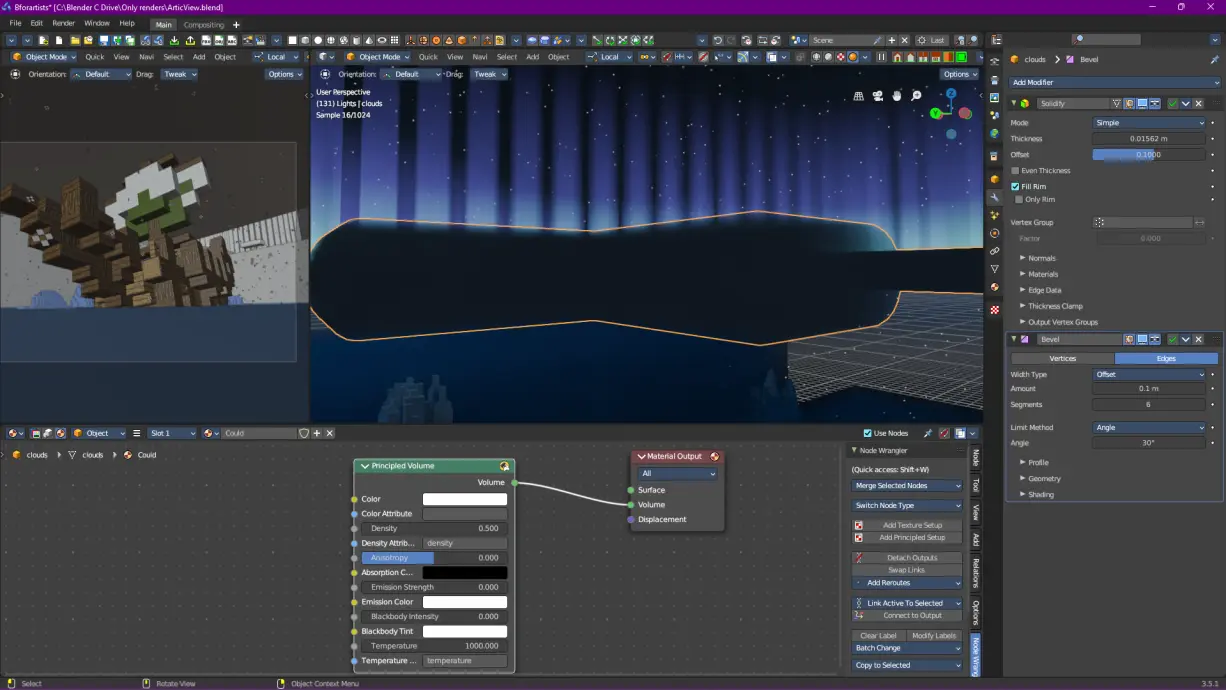 Bforartists* [C:\Blender C Drive\Only renders\ArticView.blend]
File Edit Render Window Help Main Compositing +
Scene Last
Object Mode Quick View Navi Select Add Object Local
Object Mode Quick View Navi Select Add Object Local
Orientation: Default Drag: Tweak Options
Orientation: Default Drag: Tweak Options
User Perspective
(131) Lights | clouds
Sample 16/1024
Z
Y
clouds Bevel
Add Modifier
Solidify
Mode: Simple
Thickness 0.01562 m
Offset 0.1000
Even Thickness
Fill Rim
Only Rim
Vertex Group
Factor 0.000
Normals
Materials
Edge Data
Thickness Clamp
Output Vertex Groups
Bevel
Vertices Edges
Width Type Offset
Amount 0.1 m
Segments 6
Limit Method Angle
Angle 30°
Profile
Geometry
Shading
Object Slot 1 Could Use Nodes
clouds clouds Could
Principled Volume
Volume
Color
Color Attribute
Density 0.500
Density Attrib... density
Anisotropy 0.000
Absorption C...
Emission Strength 0.000
Emission Color
Blackbody Intensity 0.000
Blackbody Tint
Temperature 1000.000
Temperature ... temperature
Material Output
All
Surface
Volume
Displacement
Node Wrangler
(Quick access: Shift+W)
Merge Selected Nodes
Switch Node Type
Add Texture Setup
Add Principled Setup
Detach Outputs
Swap Links
Add Reroutes
Link Active To Selected
Connect to Output
Clear Label Modify Labels
Batch Change
Copy to Selected
Node
Tool
View
Add
Relations
Options
Node Wran
Select Rotate View Object Context Menu 3.5.1